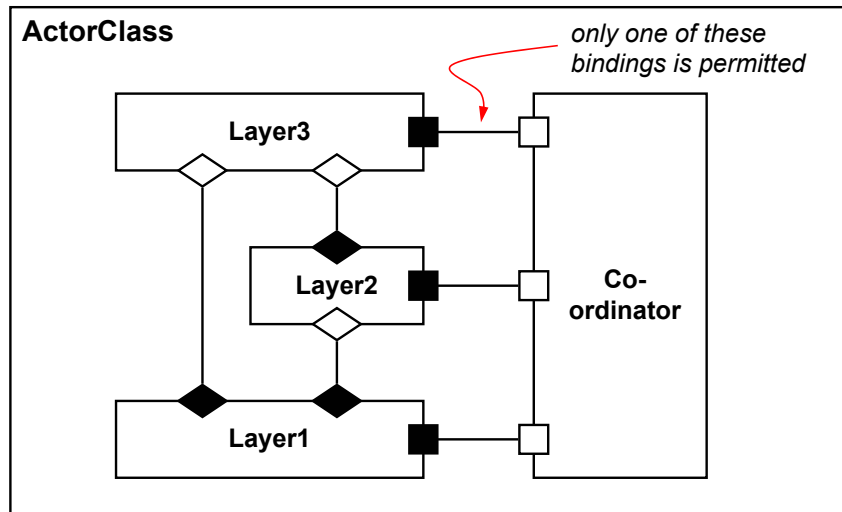 ActorClass
only one of these
bindings is permitted
Layer3
Layer2
Co-
ordinator
Layer1